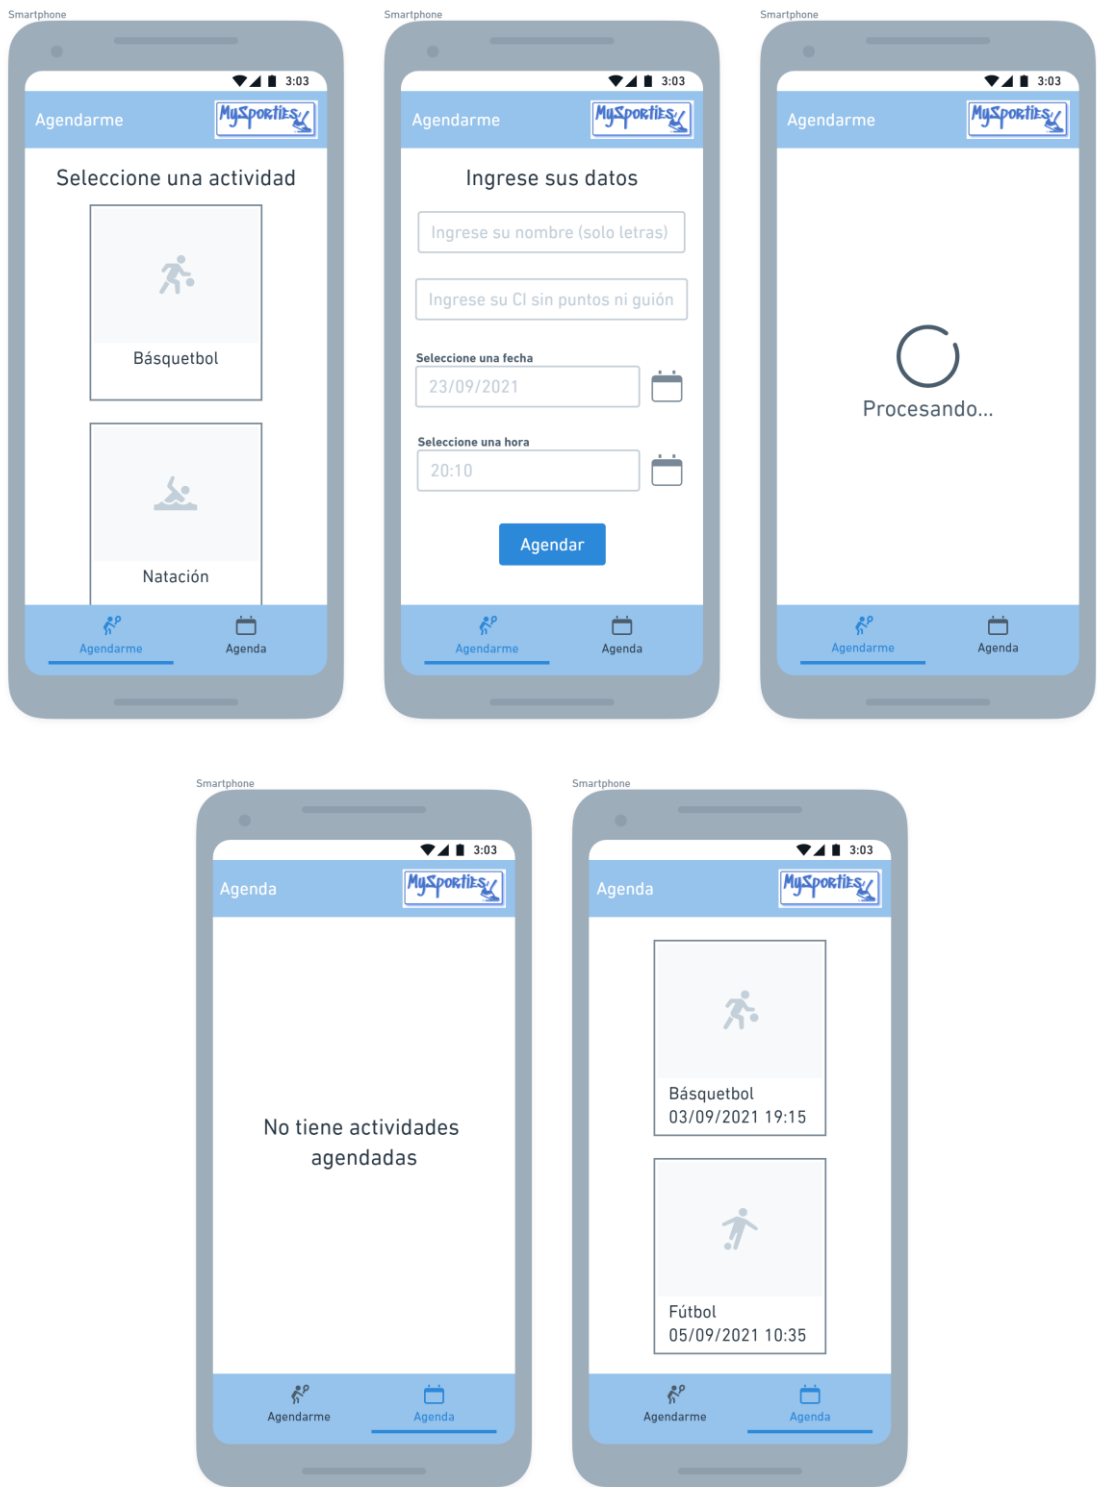 Smartphone
3:03
Agendarme
MySporties
Seleccione una actividad
Básquetbol
Natación
Agendarme
Agenda
Smartphone
3:03
Agendarme
MySporties
Ingrese sus datos
Ingrese su nombre (solo letras)
Ingrese su CI sin puntos ni guión
Seleccione una fecha
23/09/2021
Seleccione una hora
20:10
Agendar
Agendarme
Agenda
Smartphone
3:03
Agendarme
MySporties
Procesando...
Agendarme
Agenda
Smartphone
3:03
Agenda
MySporties
No tiene actividades
agendadas
Agendarme
Agenda
Smartphone
3:03
Agenda
MySporties
Básquetbol
03/09/2021 19:15
Fútbol
05/09/2021 10:35
Agendarme
Agenda